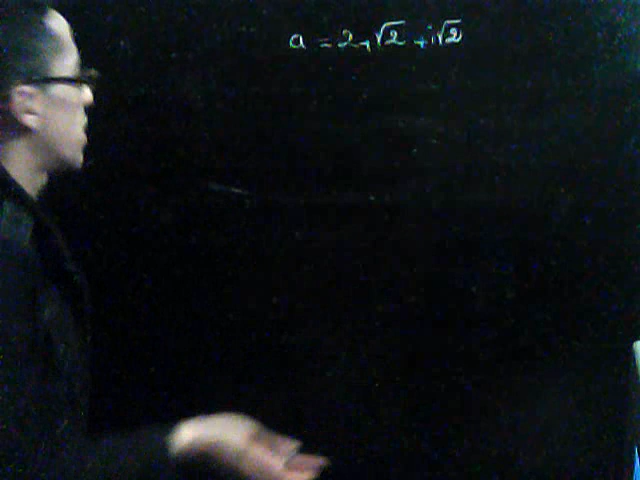 a = 2+√2 +i√2